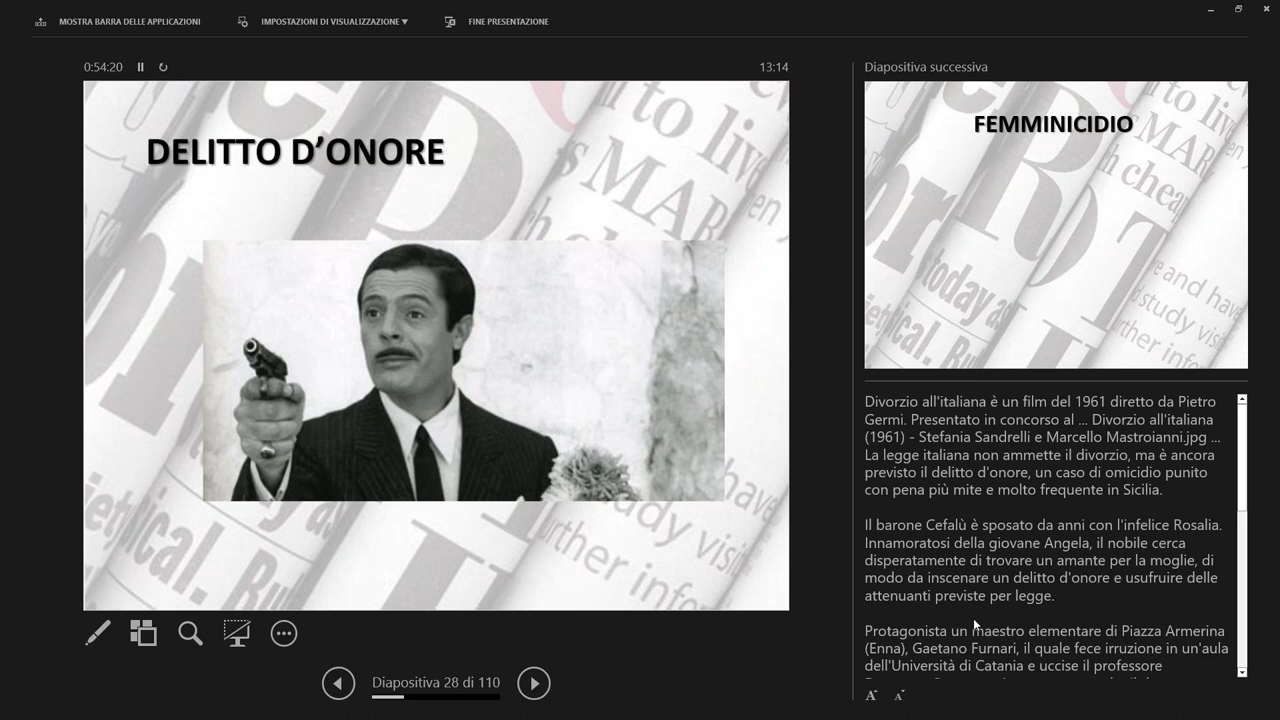 MOSTRA BARRA DELLE APPLICAZIONI
IMPOSTAZIONI DI VISUALIZZAZIONE ▼
FINE PRESENTAZIONE
0:54:20
13:14
DELITTO D'ONORE
Diapositiva 28 di 110
Diapositiva successiva
FEMMINICIDIO
Divorzio all'italiana è un film del 1961 diretto da Pietro
Germi. Presentato in concorso al ... Divorzio all'italiana
(1961) - Stefania Sandrelli e Marcello Mastroianni.jpg ...
La legge italiana non ammette il divorzio, ma è ancora
previsto il delitto d'onore, un caso di omicidio punito
con pena più mite e molto frequente in Sicilia.
Il barone Cefalù è sposato da anni con l'infelice Rosalia.
Innamoratosi della giovane Angela, il nobile cerca
disperatamente di trovare un amante per la moglie, di
modo da inscenare un delitto d'onore e usufruire delle
attenuanti previste per legge.
Protagonista un maestro elementare di Piazza Armerina
(Enna), Gaetano Furnari, il quale fece irruzione in un'aula
dell'Università di Catania e uccise il professore
A A